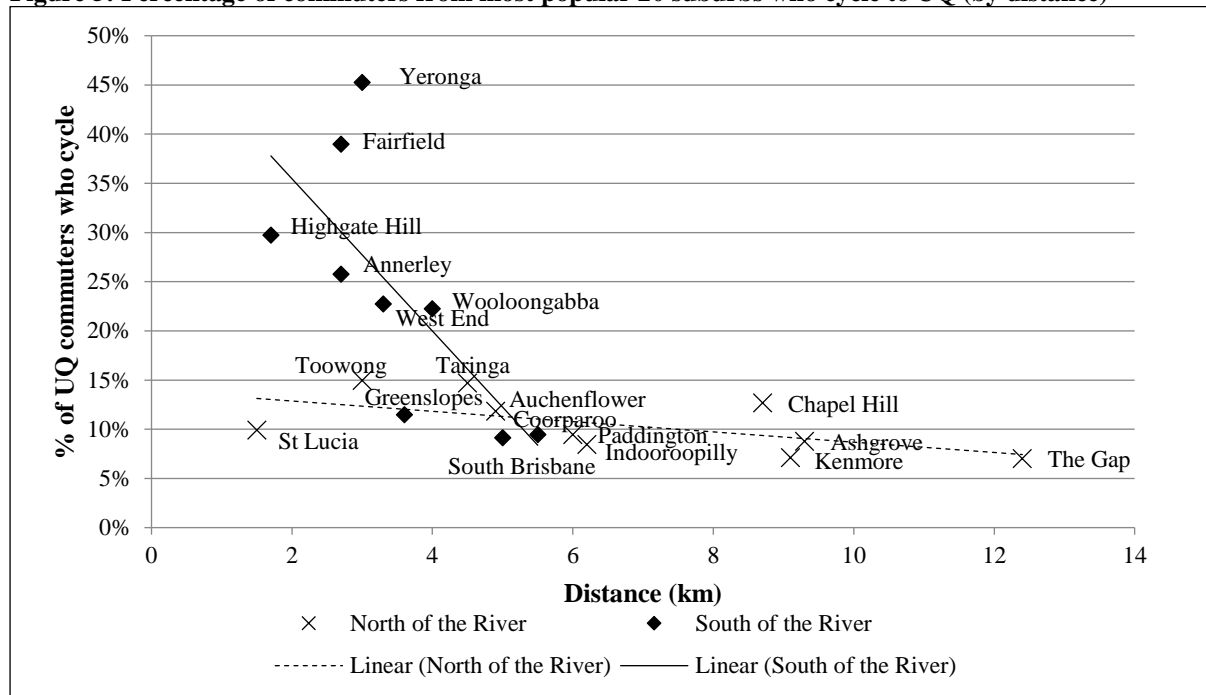 Figure 3: Percentage of commuters from most popular 20 suburbs who cycle to UQ (by distance)
50%
45%
40%
35%
30%
25%
20%
15%
10%
5%
0%
% of UQ commuters who cycle
Yeronga
Fairfield
Highgate Hill
Annerley
Wooloongabba
West End
Toowong
Taringa
Greenslopes
Auchenflower
Chapel Hill
Coorparoo
St Lucia
Paddington
Ashgrove
Indooroopilly
Kenmore
The Gap
South Brisbane
0 2 4 6 8 10 12 14
Distance (km)
North of the River South of the River
Linear (North of the River) Linear (South of the River)